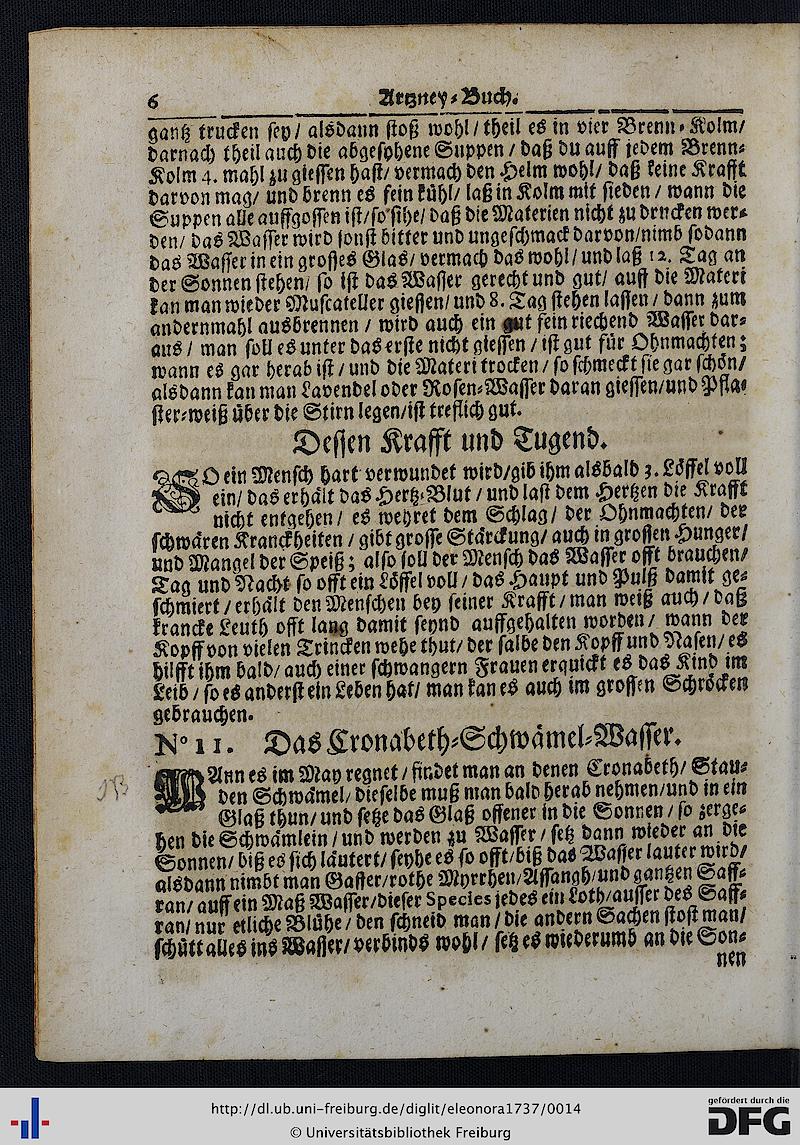 6
Artzney-Buch.
gantz trucken sey/ alsdann stoß wohl/ theil es in vier Brenn-Kolm/
darnach theil auch die abgesyhene Suppen/ daß du auff jedem Brenn-
Kolm 4. mahl zu giessen hast/ vermach den Helm wohl/ daß keine Krafft
darvon mag/ und brenn es fein kühl/ laß in Kolm mit sieden/ wann die
Suppen alle auffgossen ist/ so sihe/ daß die Materien nicht zu drucken wer-
den/ das Wasser wird sonst bitter und ungeschmack darvon/ nimb sodann
das Wasser in ein grosses Glas/ vermach das wohl/ und laß 12. Tag an
der Sonnen stehen/ so ist das Wasser gerecht und gut/ auff die Materi
kan man wieder Muscateller giessen/ und 8. Tag stehen lassen/ dann zum
andernmahl ausbrennen/ wird auch ein gut fein riechend Wasser dar-
aus/ man soll es unter das erste nicht giessen/ ist gut für Ohnmachten;
wann es gar herab ist/ und die Materi trocken/ so schmeckt sie gar schön/
alsdann kan man Lavendel oder Rosen-Wasser daran giessen/ und Pfla-
ster-weiß über die Stirn legen/ ist treflich gut.
Dessen Krafft und Tugend.
SO ein Mensch hart verwundet wird/ gib ihm alsbald 3. Löffel voll
ein/ das erhält das Hertz-Blut/ und last dem Hertzen die Krafft
nicht entgehen/ es wehret dem Schlag/ der Ohnmachten/ der
schwären Kranckheiten/ gibt grosse Stärckung/ auch in grossen Hunger/
und Mangel der Speiß; also soll der Mensch das Wasser offt brauchen/
Tag und Nacht so offt ein Löffel voll/ das Haupt und Pulß damit ge-
schmiert/ erhält den Menschen bey seiner Krafft/ man weiß auch/ daß
krancke Leuth offt lang damit seynd auffgehalten worden/ wann der
Kopff von vielen Trincken wehe thut/ der salbe den Kopff und Nasen/ es
hilfft ihm bald/ auch einer schwangern Frauen erquickt es das Kind im
Leib/ so es anderst ein Leben hat/ man kan es auch im grossen Schröcken
gebrauchen.
N° 11. Das Cronabeth-Schwämel-Wasser.
WAnn es im May regnet/ findet man an denen Cronabeth/ Stau-
den Schwämel/ dieselbe muß man bald herab nehmen/ und in ein
Glaß thun/ und setze das Glaß offener in die Sonnen/ so zerge-
hen die Schwämlein/ und werden zu Wasser/ setz dann wieder an die
Sonnen/ biß es sich läutert/ seyhe es so offt/ biß das Wasser lauter wird/
alsdann nimbt man Gaffer/ rothe Myrrhen/ Assangh/ und gantzen Saff-
ran/ auff ein Maß Wasser/ dieser Species jedes ein Loth/ ausser des Saff-
ran/ nur etliche Blühe/ den schneid man/ die andern Sachen stost man/
schütt alles ins Wasser/ verbinds wohl/ setz es wiederumb an die Son-
nen
http://dl.ub.uni-freiburg.de/diglit/eleonora1737/0014
© Universitätsbibliothek Freiburg
gefördert durch die
DFG